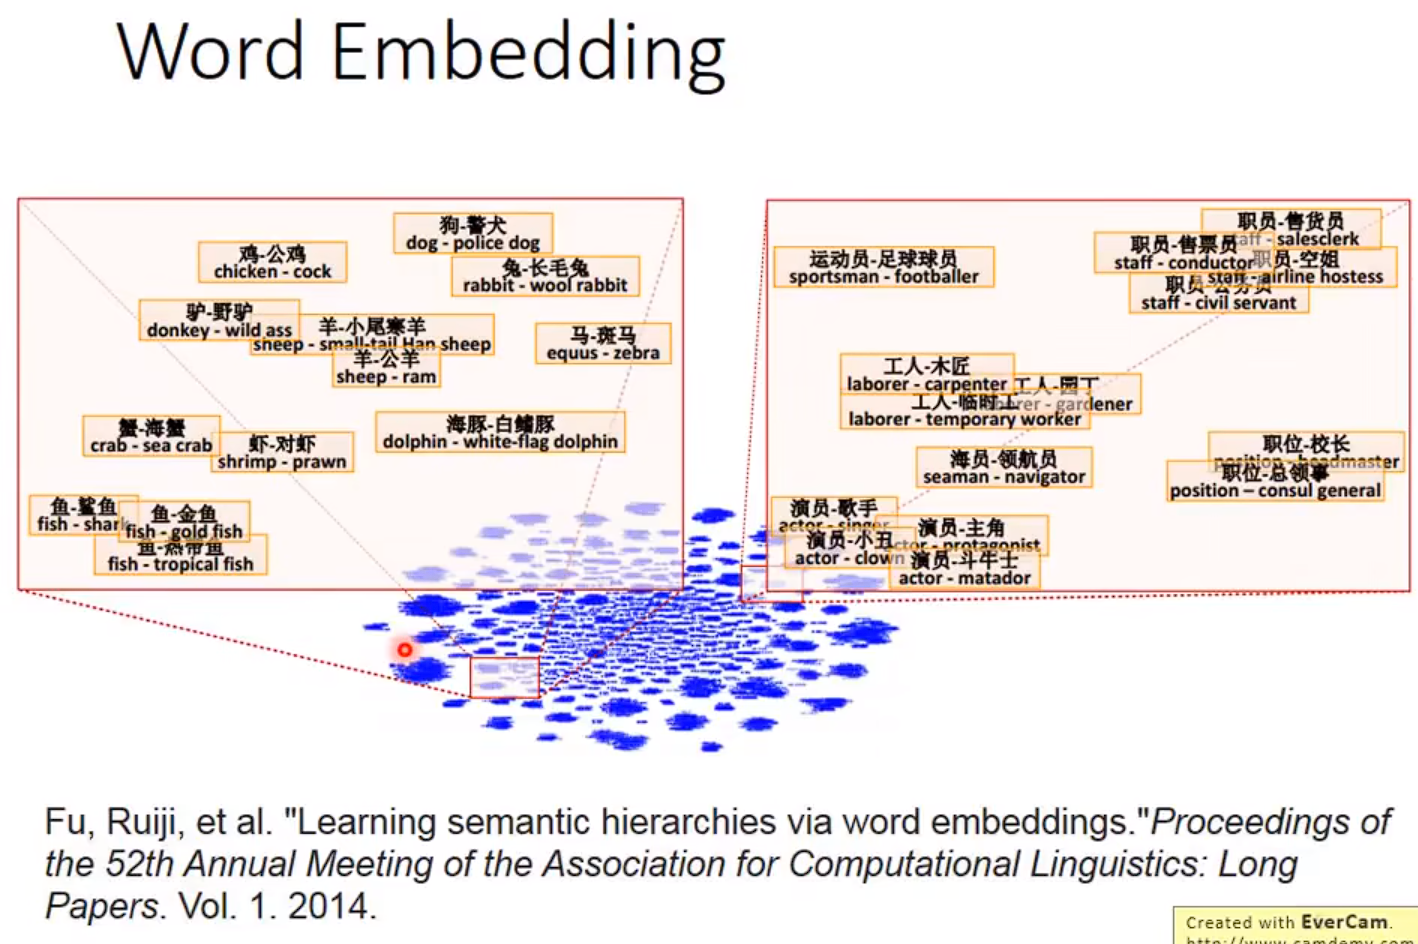 Word Embedding
狗-警犬
dog - police dog
鸡-公鸡
chicken - cock
兔-长毛兔
rabbit - wool rabbit
驴-野驴
donkey - wild ass
羊-小尾寒羊
sheep - small-tail Han sheep
马-斑马
equus - zebra
羊-公羊
sheep - ram
蟹-海蟹
crab - sea crab
虾-对虾
shrimp - prawn
海豚-白鳍豚
dolphin - white-flag dolphin
鱼-鲨鱼
fish - shark
鱼-金鱼
fish - gold fish
鱼-热带鱼
fish - tropical fish
职员-售货员
staff - salesclerk
职员-售票员
staff - conductor
职员-空姐
staff - airline hostess
职员-公务员
staff - civil servant
运动员-足球球员
sportsman - footballer
工人-木匠
laborer - carpenter
工人-园丁
laborer - gardener
工人-临时工
laborer - temporary worker
海员-领航员
seaman - navigator
职位-校长
position - headmaster
职位-总领事
position – consul general
演员-歌手
actor - singer
演员-主角
actor - protagonist
演员-小丑
actor - clown
演员-斗牛士
actor - matador
Fu, Ruiji, et al. "Learning semantic hierarchies via word embeddings."Proceedings of
the 52th Annual Meeting of the Association for Computational Linguistics: Long
Papers. Vol. 1. 2014.
Created with EverCam.
http://www.camdemy.com